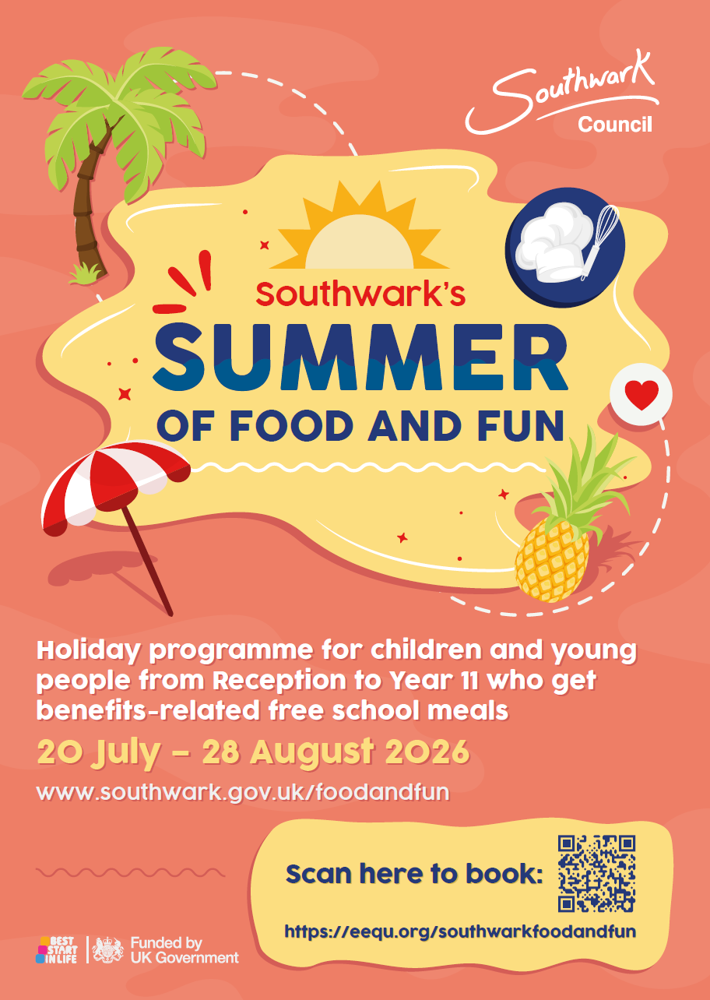 Southwark
Council
Southwark's
SUMMER
OF FOOD AND FUN
Holiday programme for children and young
people from Reception to Year 11 who get
benefits-related free school meals
20 July – 28 August 2026
www.southwark.gov.uk/foodandfun
Scan here to book:
https://eequ.org/southwarkfoodandfun
BEST
START
IN LIFE
Funded by
UK Government